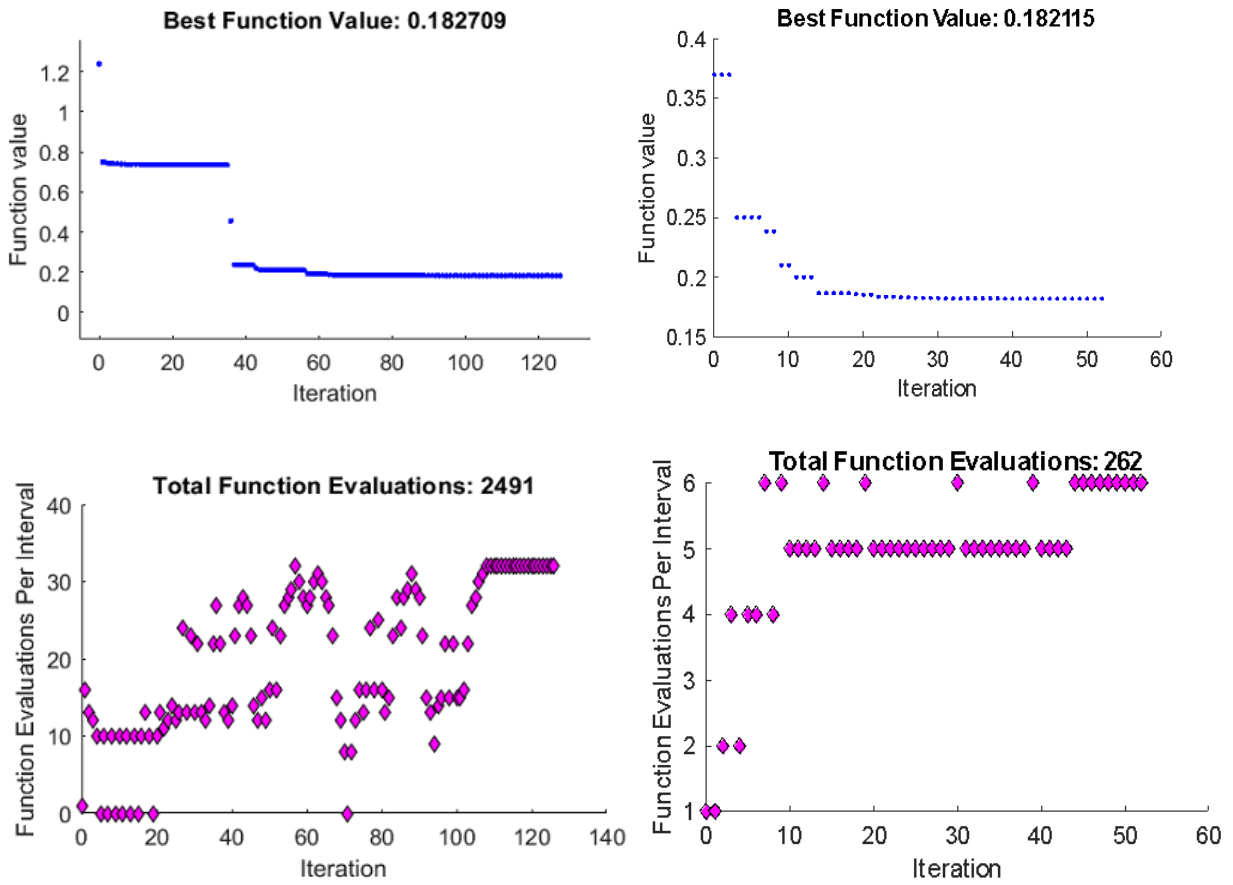 Best Function Value: 0.182709
Function value
1.2
1
0.8
0.6
0.4
0.2
0
0 20 40 60 80 100 120
Iteration
Best Function Value: 0.182115
Function value
0.4
0.35
0.3
0.25
0.2
0.15
0 10 20 30 40 50 60
Iteration
Total Function Evaluations: 2491
Function Evaluations Per Interval
40
30
20
10
0
0 20 40 60 80 100 120 140
Iteration
Total Function Evaluations: 262
Function Evaluations Per Interval
6
5
4
3
2
1
0 10 20 30 40 50 60
Iteration